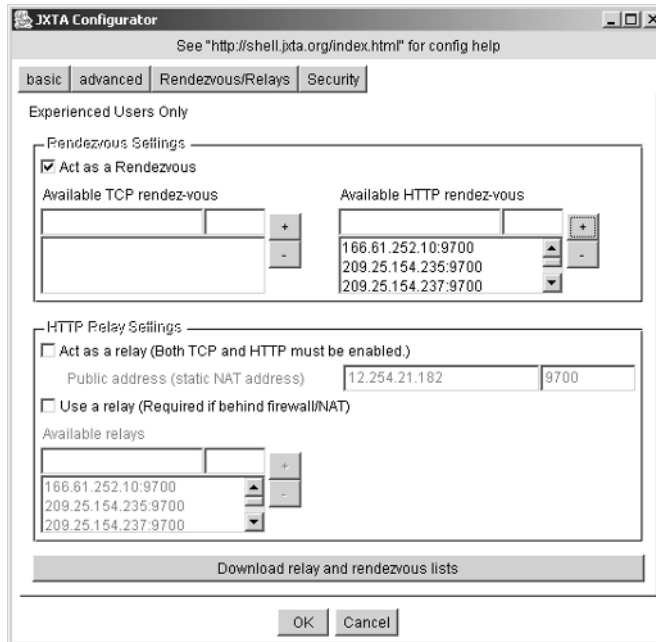 JXTA Configurator
See "http://shell.jxta.org/index.html" for config help
basic advanced Rendezvous/Relays Security
Experienced Users Only
Rendezvous Settings
Act as a Rendezvous
Available TCP rendez-vous
+
-
Available HTTP rendez-vous
+
-
166.61.252.10:9700
209.25.154.235:9700
209.25.154.237:9700
HTTP Relay Settings
Act as a relay (Both TCP and HTTP must be enabled.)
Public address (static NAT address) 12.254.21.182 9700
Use a relay (Required if behind firewall/NAT)
Available relays
+
-
166.61.252.10:9700
209.25.154.235:9700
209.25.154.237:9700
Download relay and rendezvous lists
OK Cancel